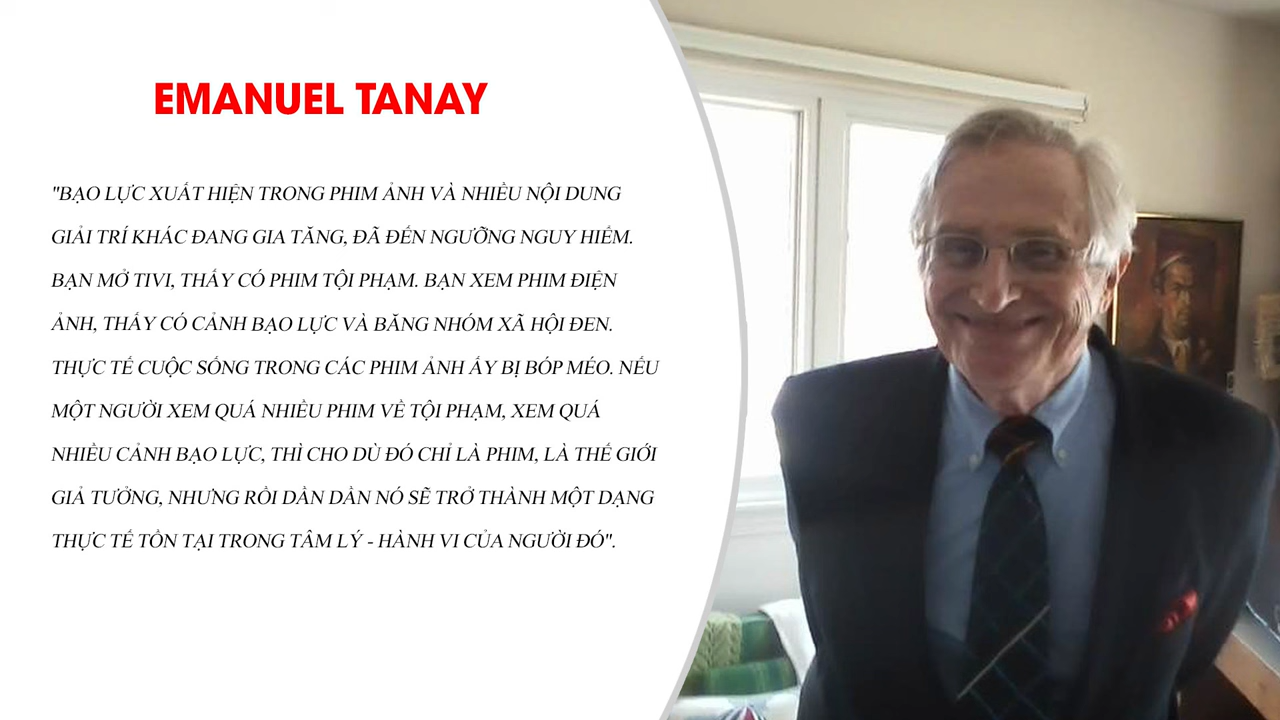 EMANUEL TANAY
"BẠO LỰC XUẤT HIỆN TRONG PHIM ẢNH VÀ NHIỀU NỘI DUNG
GIẢI TRÍ KHÁC ĐANG GIA TĂNG, ĐÃ ĐẾN NGƯỠNG NGUY HIỂM.
BẠN MỞ TIVI, THẤY CÓ PHIM TỘI PHẠM. BẠN XEM PHIM ĐIỆN
ẢNH, THẤY CÓ CẢNH BẠO LỰC VÀ BĂNG NHÓM XÃ HỘI ĐEN.
THỰC TẾ CUỘC SỐNG TRONG CÁC PHIM ẢNH ẤY BỊ BÓP MÉO. NẾU
MỘT NGƯỜI XEM QUÁ NHIỀU PHIM VỀ TỘI PHẠM, XEM QUÁ
NHIỀU CẢNH BẠO LỰC, THÌ CHO DÙ ĐÓ CHỈ LÀ PHIM, LÀ THẾ GIỚI
GIẢ TƯỞNG, NHƯNG RỒI DẦN DẦN NÓ SẼ TRỞ THÀNH MỘT DẠNG
THỰC TẾ TỒN TẠI TRONG TÂM LÝ - HÀNH VI CỦA NGƯỜI ĐÓ".